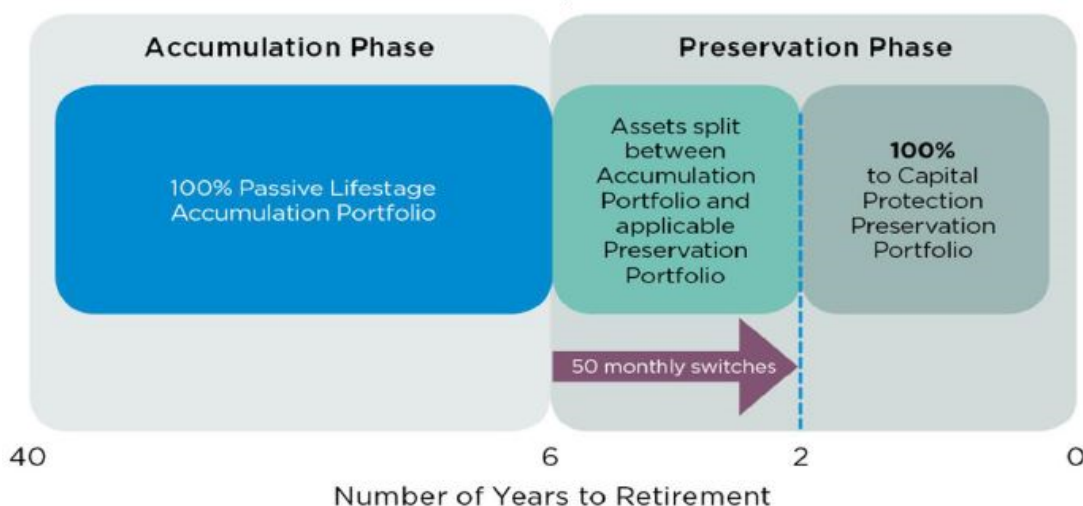 Accumulation Phase
Preservation Phase
100% Passive Lifestage
Accumulation Portfolio
Assets split
between
Accumulation
Portfolio and
applicable
Preservation
Portfolio
100%
to Capital
Protection
Preservation
Portfolio
50 monthly switches
40 6 2 0
Number of Years to Retirement